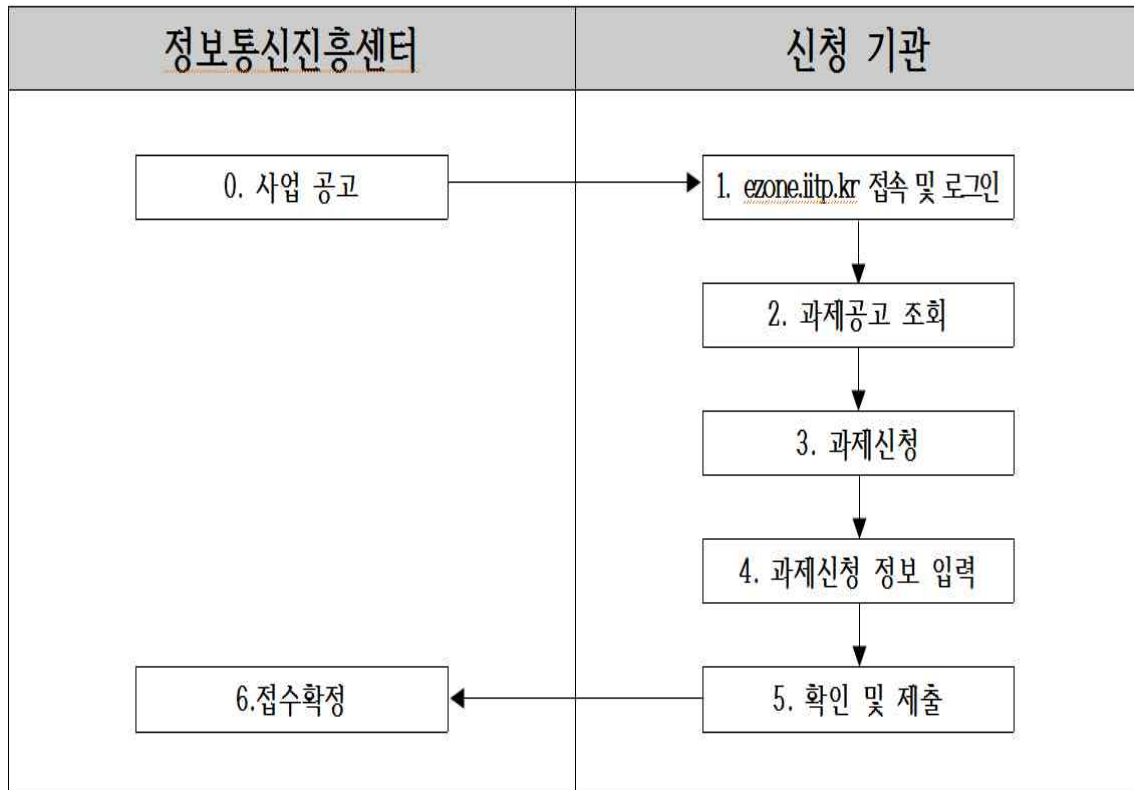 정보통신진흥센터
신청 기관
0. 사업 공고
1. ezone.iitp.kr 접속 및 로그인
2. 과제공고 조회
3. 과제신청
4. 과제신청 정보 입력
6.접수확정
5. 확인 및 제출